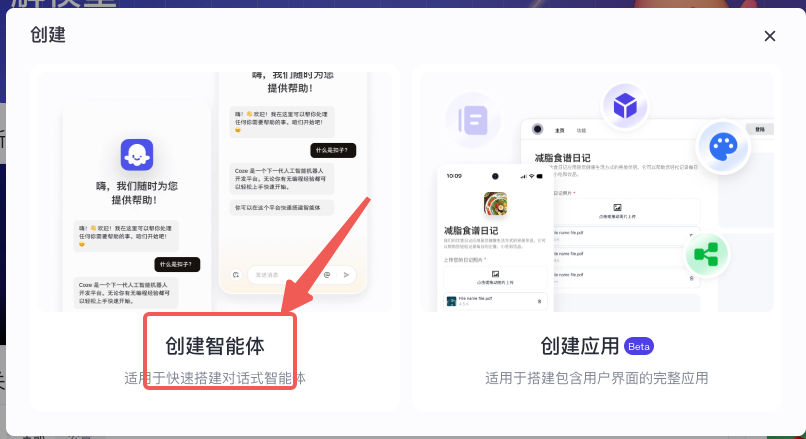 创建
嗨，我们随时为您
提供帮助！
嗨！👋 欢迎！我在这里可以帮你处理
任何你需要帮助的事。咱们开始吧！
😊
什么是扣子？
Coze 是一个下一代人工智能机器人
开发平台。无论你有无编程经验都可
以轻松上手快速开始。
你可以在这个平台快速搭建智能体
发送消息
嗨，我们随时为您
提供帮助！
嗨！👋 欢迎！我在这里可以帮你处理
任何你需要帮助的事。咱们开始吧！
😊
什么是扣子？
Coze 是一个下一代人工智能机器人
开发平台。无论你有无编程经验都可
以轻松上手快速开始。
创建智能体
适用于快速搭建对话式智能体
主页
功能
登陆
减脂食谱日记
点击或拖动图片上传
file name file.pdf
file name file.pdf
file name file.pdf
10:09
减脂食谱日记
上传您的日记照片 *
点击或拖动图片上传
File name file.pdf
创建应用 Beta
适用于搭建包含用户界面的完整应用